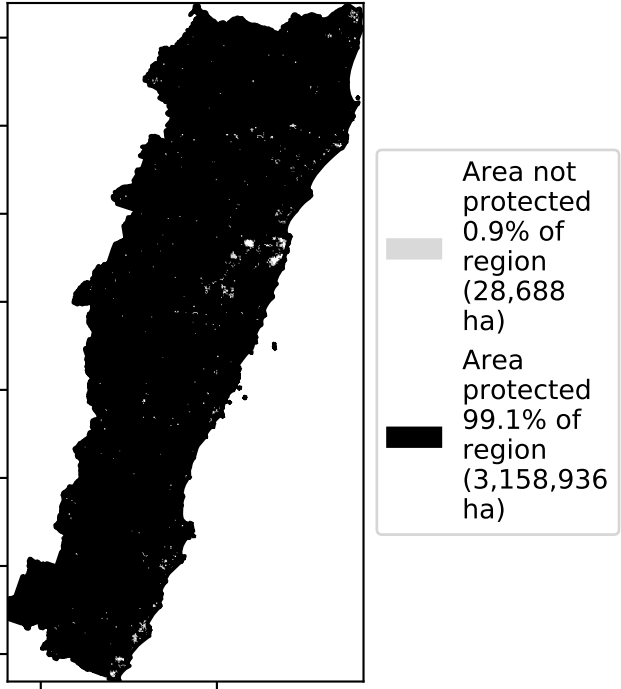 Area not
protected
0.9% of
region
(28,688
ha)
Area
protected
99.1% of
region
(3,158,936
ha)